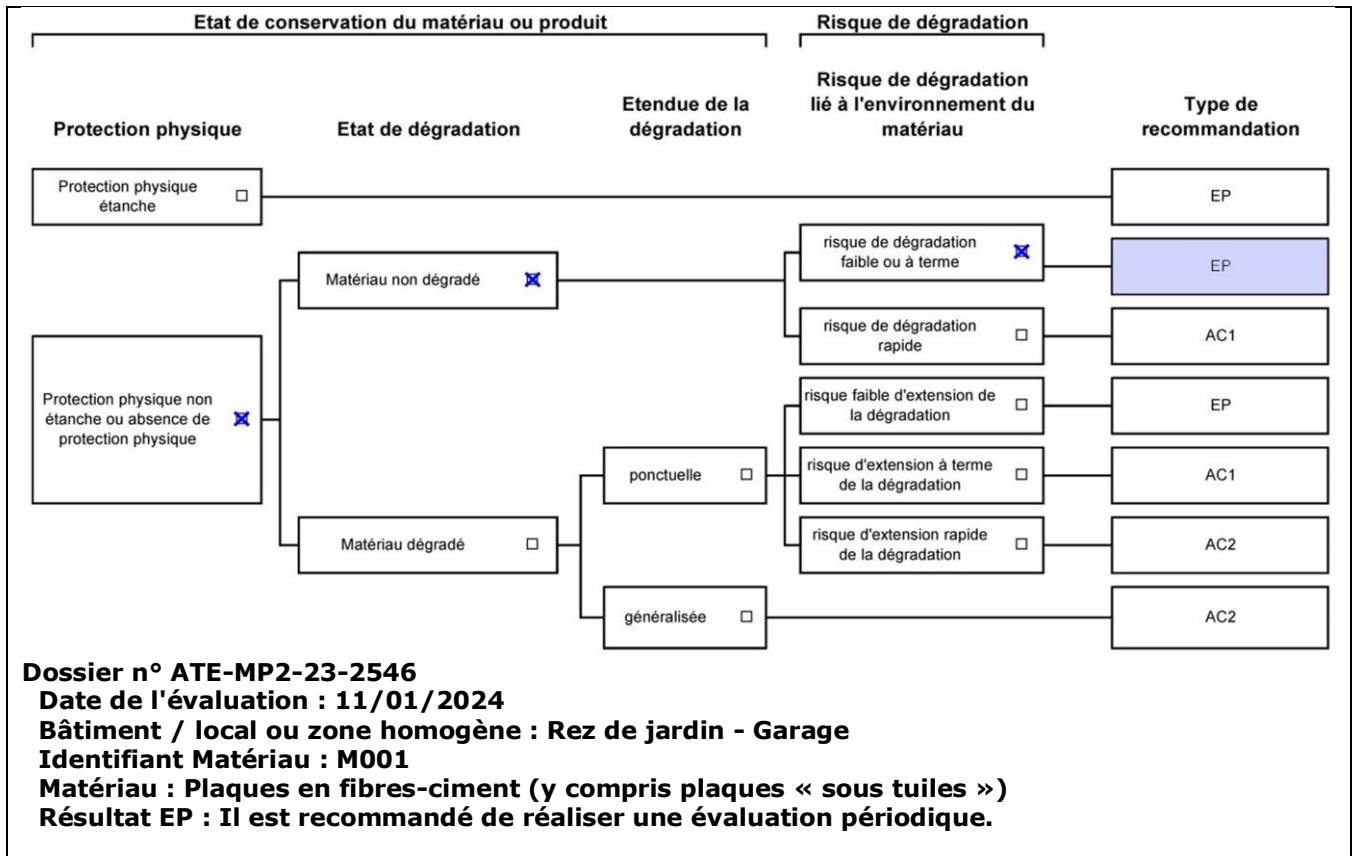 Etat de conservation du matériau ou produit
Risque de dégradation
Protection physique
Etat de dégradation
Etendue de la
dégradation
Risque de dégradation
lié à l'environnement du
matériau
Type de
recommandation
Protection physique
étanche
EP
Matériau non dégradé
risque de dégradation
faible ou à terme
EP
risque de dégradation
rapide
AC1
Protection physique non
étanche ou absence de
protection physique
risque faible d'extension de
la dégradation
EP
ponctuelle
risque d'extension à terme
de la dégradation
AC1
Matériau dégradé
risque d'extension rapide
de la dégradation
AC2
généralisée
AC2
Dossier n° ATE-MP2-23-2546
Date de l'évaluation : 11/01/2024
Bâtiment / local ou zone homogène : Rez de jardin - Garage
Identifiant Matériau : M001
Matériau : Plaques en fibres-ciment (y compris plaques « sous tuiles »)
Résultat EP : Il est recommandé de réaliser une évaluation périodique.